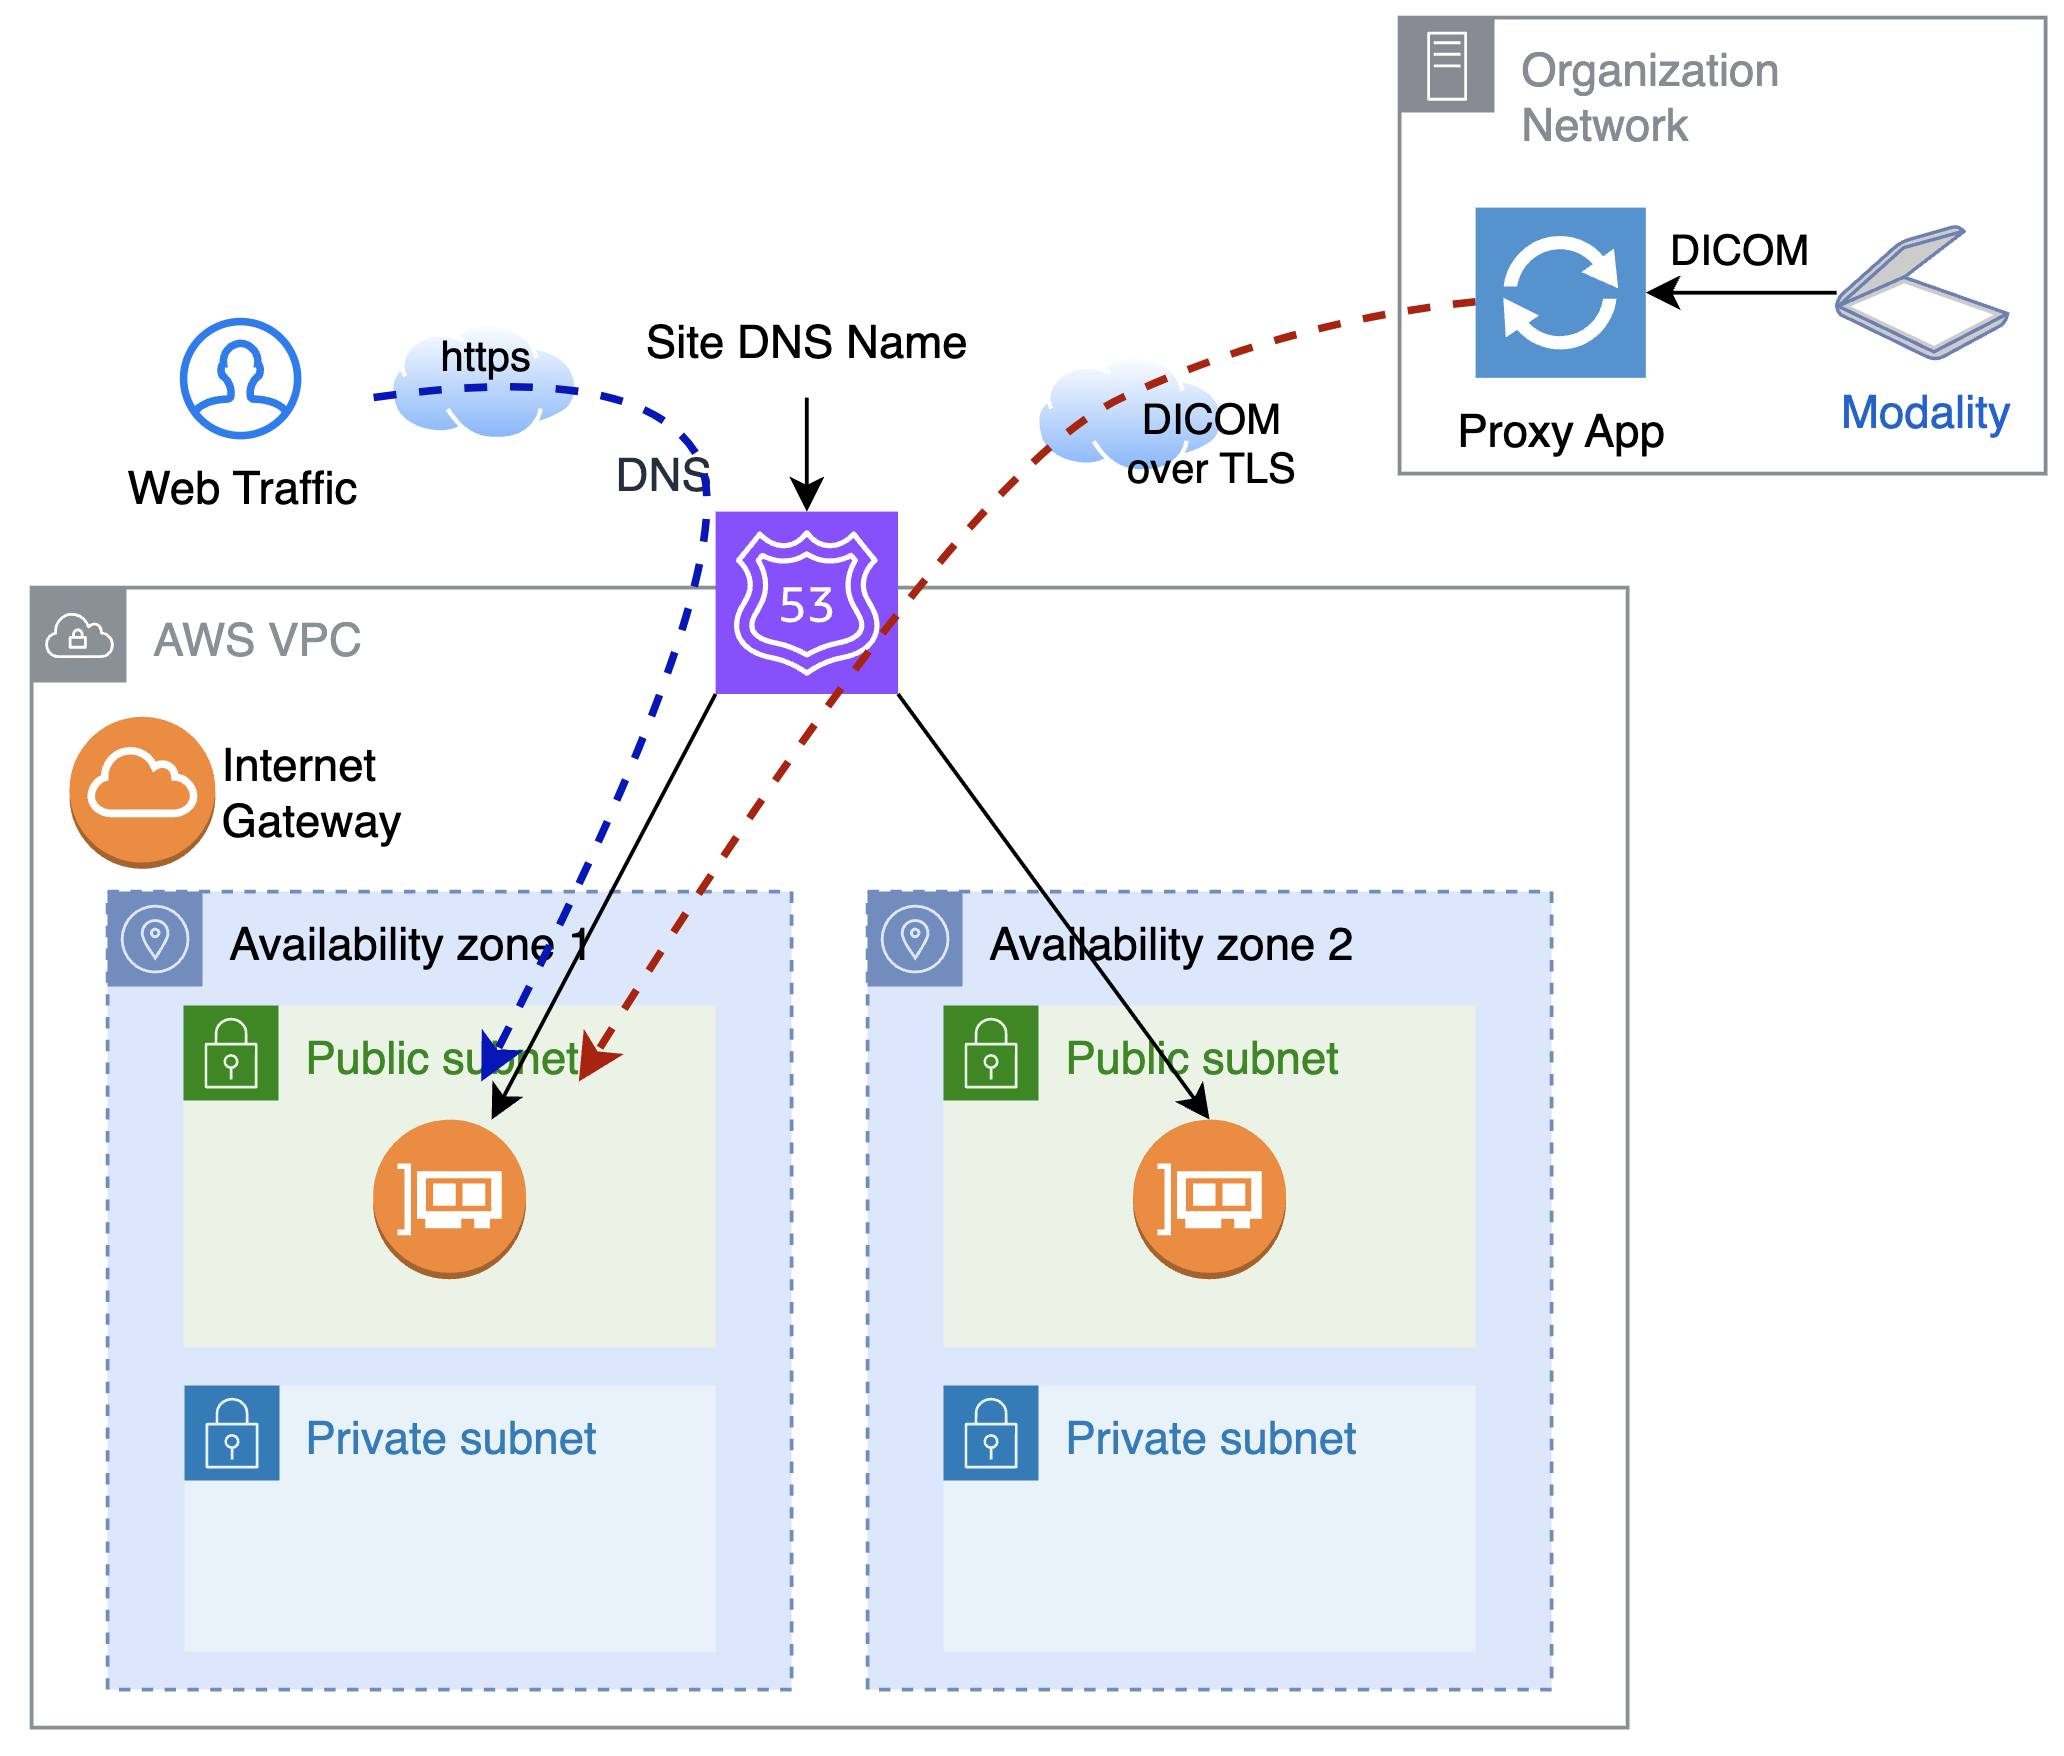 Organization
Network
DICOM
Proxy App
Modality
https
Web Traffic
DNS
Site DNS Name
DICOM
over TLS
53
AWS VPC
Internet
Gateway
Availability zone 1
Public subnet
Private subnet
Availability zone 2
Public subnet
Private subnet